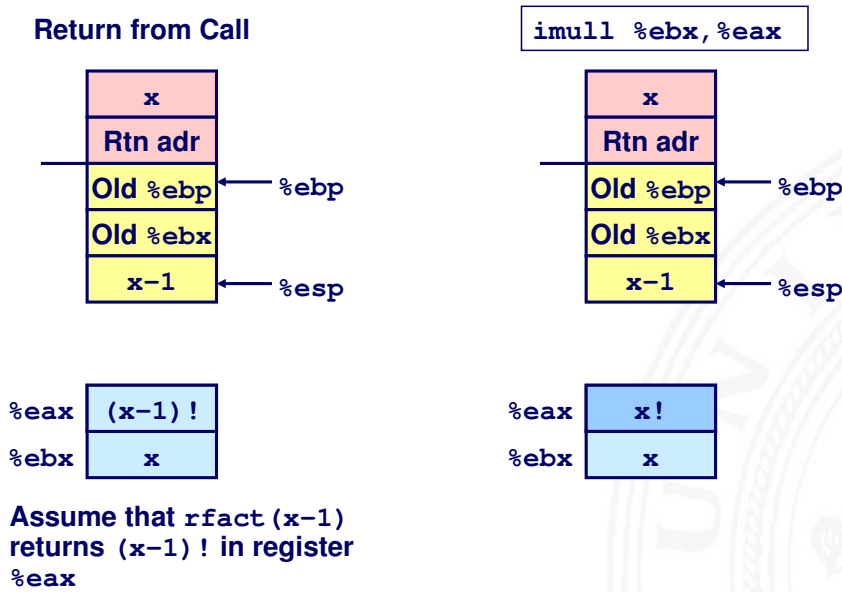 Return from Call
x
Rtn adr
Old %ebp
%ebp
Old %ebx
x-1
%esp
%eax
(x-1)!
%ebx
x
Assume that rfact(x-1)
returns (x-1)! in register
%eax
imull %ebx,%eax
x
Rtn adr
Old %ebp
%ebp
Old %ebx
x-1
%esp
%eax
x!
%ebx
x